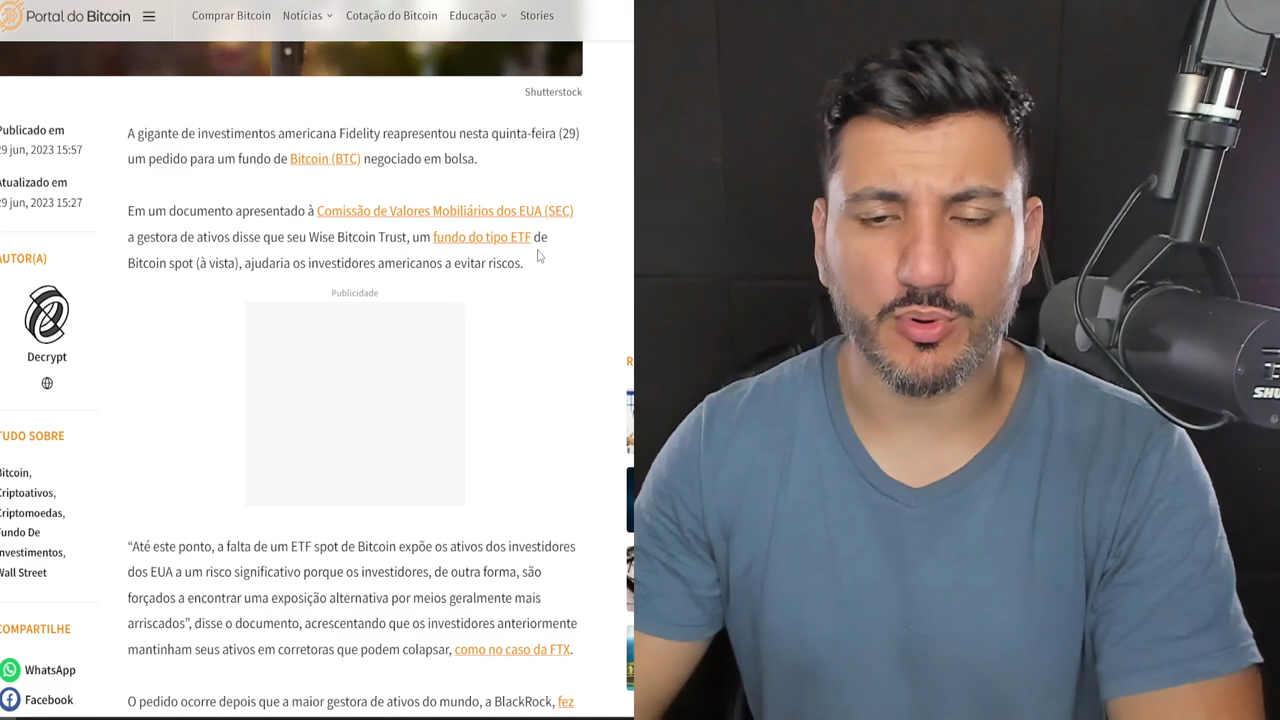 Portal do Bitcoin
Comprar Bitcoin
Notícias
Cotação do Bitcoin
Educação
Stories
Shutterstock
Publicado em
29 jun, 2023 15:57
Atualizado em
29 jun, 2023 15:27
AUTOR(A)
Decrypt
TUDO SOBRE
Bitcoin,
Criptoativos,
Criptomoedas,
Fundo De
Investimentos,
Wall Street
COMPARTILHE
WhatsApp
Facebook
A gigante de investimentos americana Fidelity reapresentou nesta quinta-feira (29)
um pedido para um fundo de Bitcoin (BTC) negociado em bolsa.
Em um documento apresentado à Comissão de Valores Mobiliários dos EUA (SEC)
a gestora de ativos disse que seu Wise Bitcoin Trust, um fundo do tipo ETF de
Bitcoin spot (à vista), ajudaria os investidores americanos a evitar riscos.
Publicidade
“Até este ponto, a falta de um ETF spot de Bitcoin expõe os ativos dos investidores
dos EUA a um risco significativo porque os investidores, de outra forma, são
forçados a encontrar uma exposição alternativa por meios geralmente mais
arriscados”, disse o documento, acrescentando que os investidores anteriormente
mantinham seus ativos em corretoras que podem colapsar, como no caso da FTX.
O pedido ocorre depois que a maior gestora de ativos do mundo, a BlackRock, fez
R
SHU